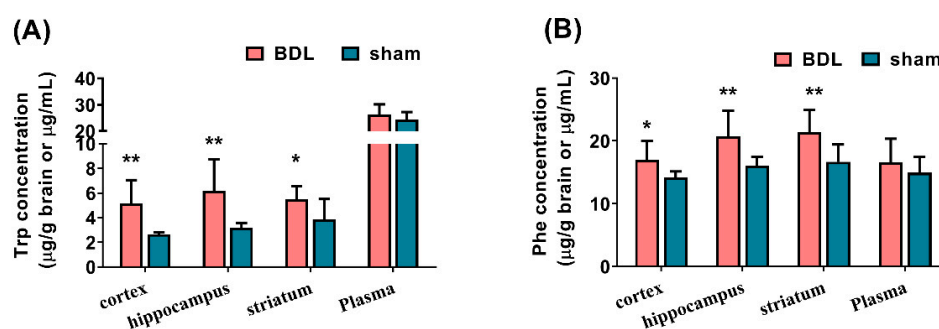 (A)
BDL sham
Trp concentration
(μg/g brain or μg/mL)
40
30
20
10
8
6
4
2
0
** ** *
cortex hippocampus striatum Plasma
(B)
BDL sham
Phe concentration
(μg/g brain or μg/mL)
30
20
10
0
* ** **
cortex hippocampus striatum Plasma